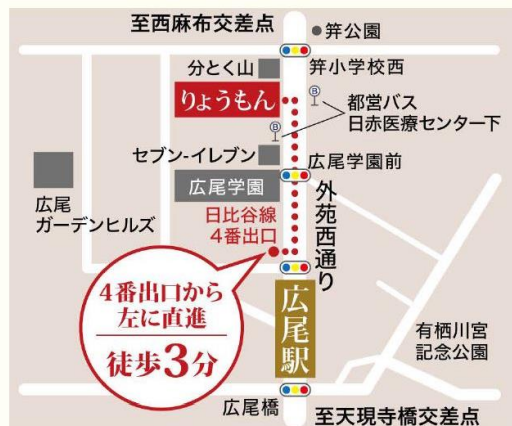 至西麻布交差点
笄公園
分とく山
笄小学校西
りょうもん
B
都営バス
日赤医療センター下
B
セブン-イレブン
広尾学園前
広尾学園
広尾
ガーデンヒルズ
日比谷線
4番出口
外苑西通り
4番出口から
左に直進
徒歩3分
広尾駅
有栖川宮
記念公園
広尾橋
至天現寺橋交差点